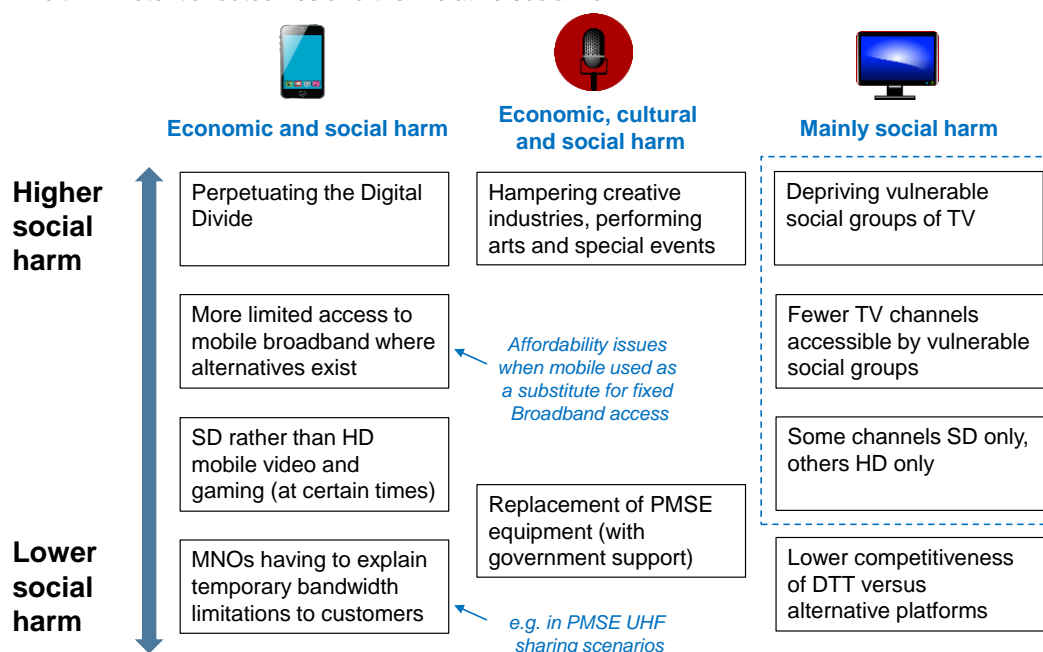 Economic and social harm
Economic, cultural
and social harm
Mainly social harm
Higher
social
harm
Perpetuating the Digital
Divide
Hampering creative
industries, performing
arts and special events
Depriving vulnerable
social groups of TV
More limited access to
mobile broadband where
alternatives exist
Affordability issues
when mobile used as
a substitute for fixed
Broadband access
Fewer TV channels
accessible by vulnerable
social groups
SD rather than HD
mobile video and
gaming (at certain times)
Some channels SD only,
others HD only
Replacement of PMSE
equipment (with
government support)
Lower
social
harm
MNOs having to explain
temporary bandwidth
limitations to customers
e.g. in PMSE UHF
sharing scenarios
Lower competitiveness
of DTT versus
alternative platforms